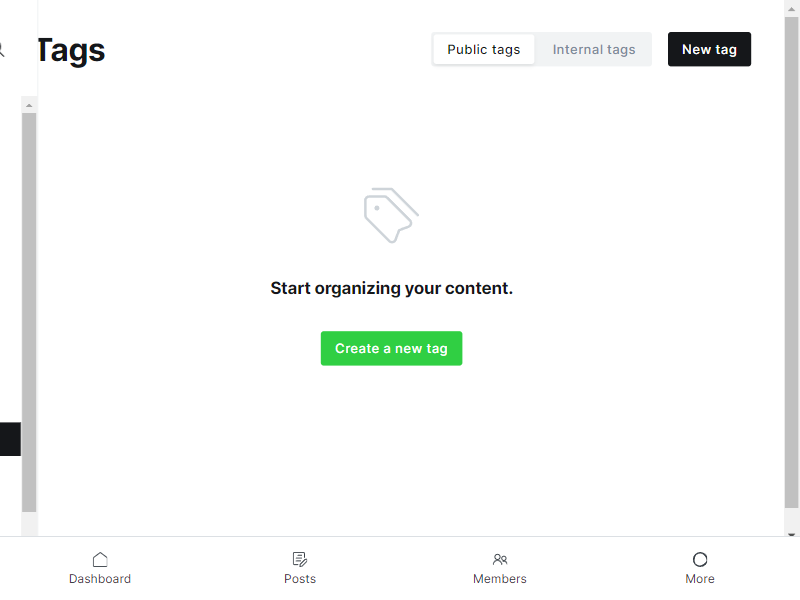 Tags
Public tags
Internal tags
New tag
Start organizing your content.
Create a new tag
Dashboard
Posts
Members
More